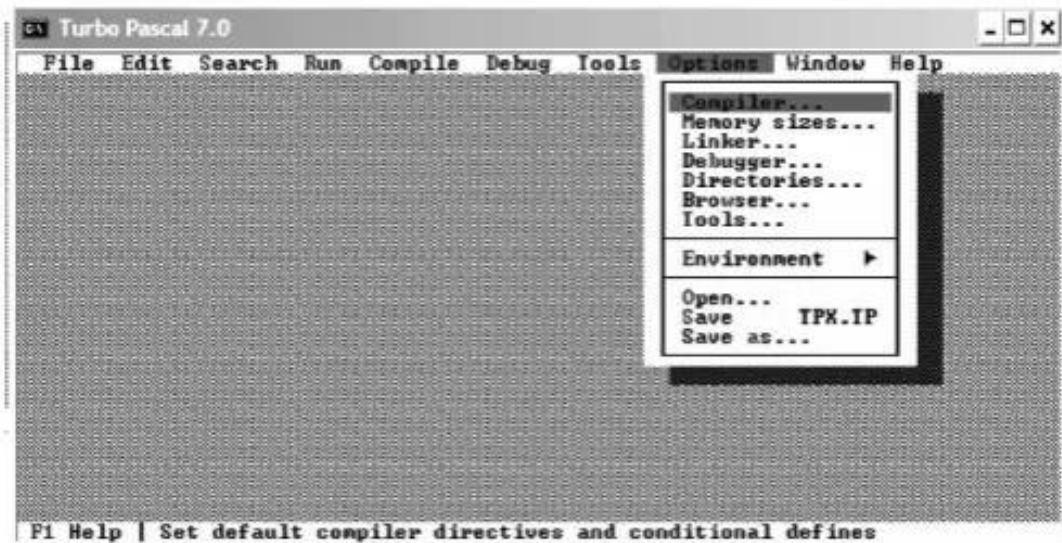 Turbo Pascal 7.0
File Edit Search Run Compile Debug Tools Options Window Help
Compiler...
Memory sizes...
Linker...
Debugger...
Directories...
Browser...
Tools...
Environment ►
Open...
Save TPX.TP
Save as...
F1 Help | Set default compiler directives and conditional defines